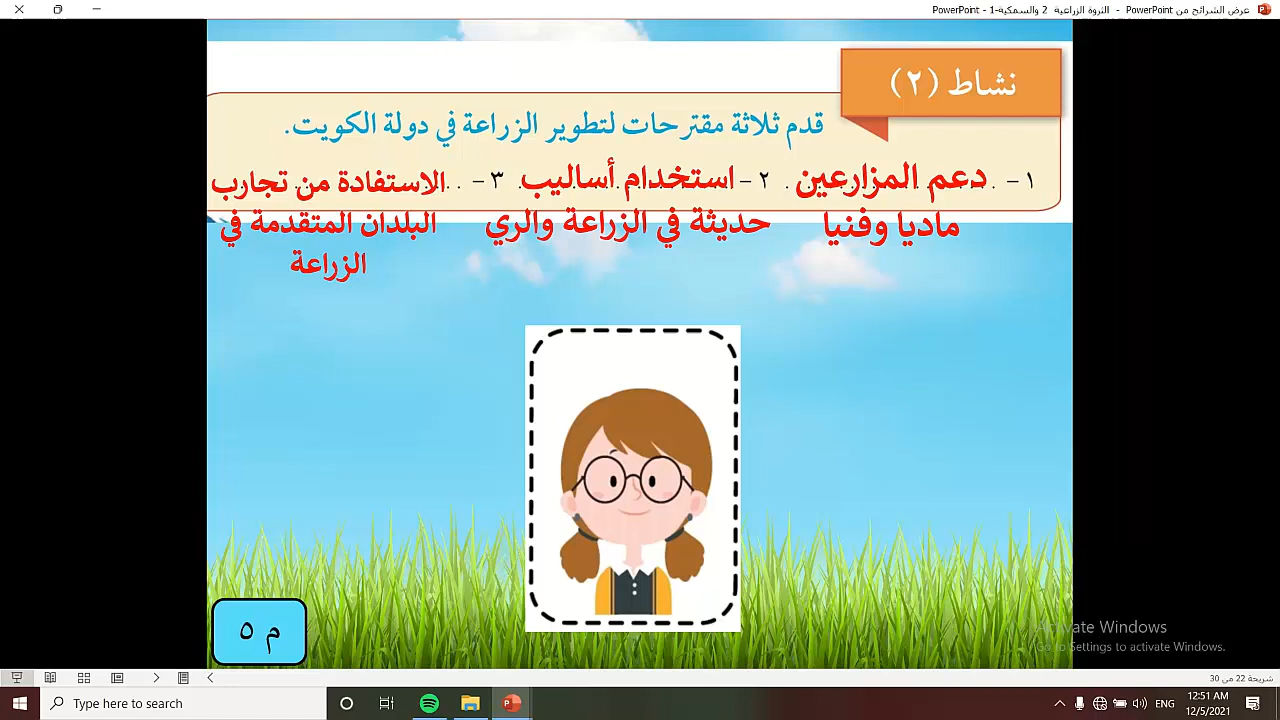 عرض الشرائح من PowerPoint - الثروة الزراعية 2 والسمكية-1 - PowerPoint
نشاط (٢)
قدم ثلاثة مقترحات لتطوير الزراعة في دولة الكويت.
١ - دعم المزارعين ماديا وفنيا
٢ - استخدام أساليب حديثة في الزراعة والري
٣ - الاستفادة من تجارب البلدان المتقدمة في الزراعة
م ٥
Activate Windows
Go to Settings to activate Windows.
شريحة 22 من 30
Type here to search
ENG
12:51 AM
12/5/2021